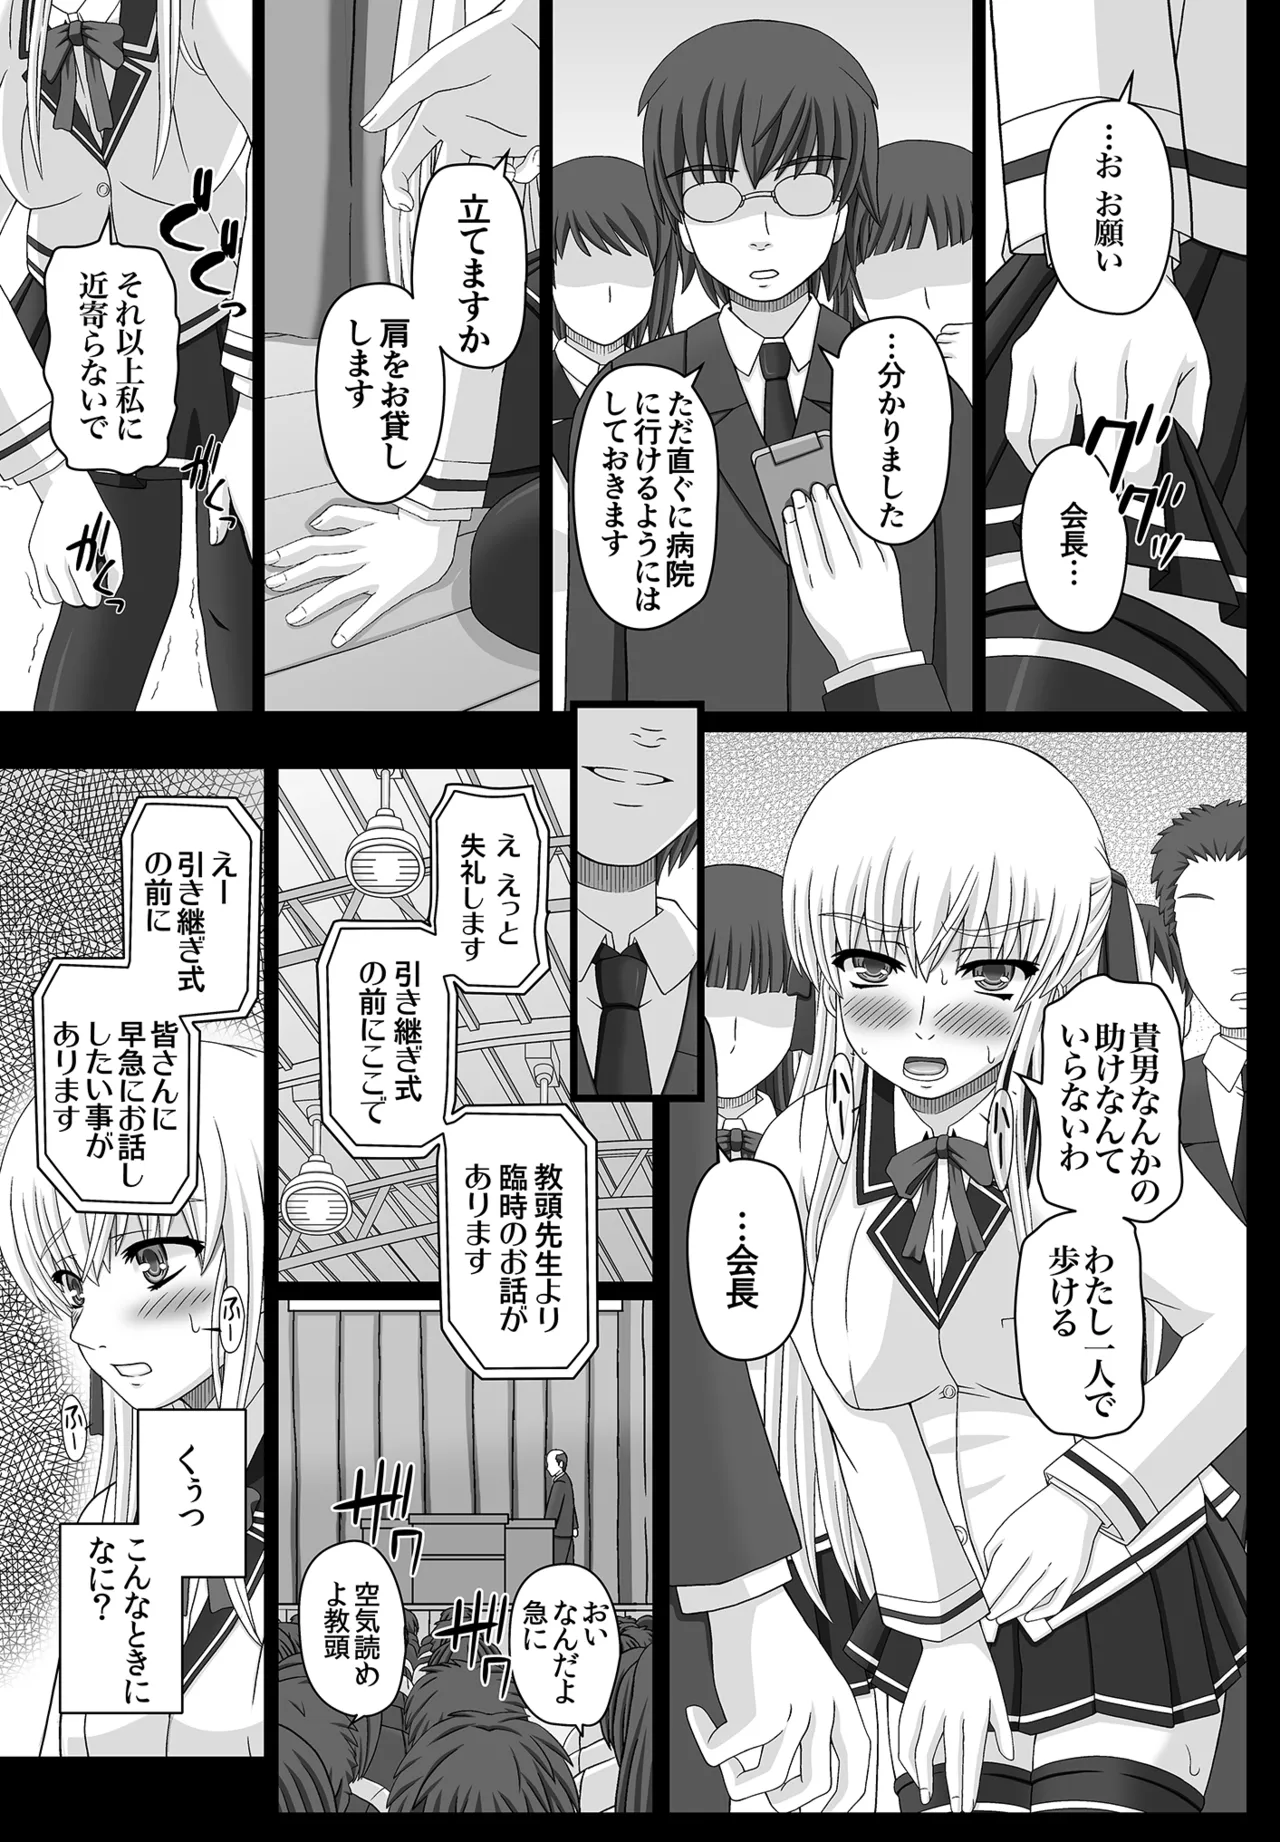 …お お願い
グググッ
会長…
…分かりました
ただ直ぐに病院
に行けるようには
しておきます
立てますか
肩をお貸し
します
ぐぐぐっ
それ以上私に
近寄らないで
がくっ
がくっ
貴男なんかの
助けなんて
いらないわ
わたし一人で
歩ける
ハー
ハー
…会長
え えっと
失礼します
引き継ぎ式
の前にここで
教頭先生より
臨時のお話が
あります
ザワ
ザワ
おい
なんだよ
急に
空気読め
よ教頭
えー
引き継ぎ式
の前に
皆さんに
早急にお話し
したい事が
あります
ふー
ふー
くぅっ
こんなときに
なに？